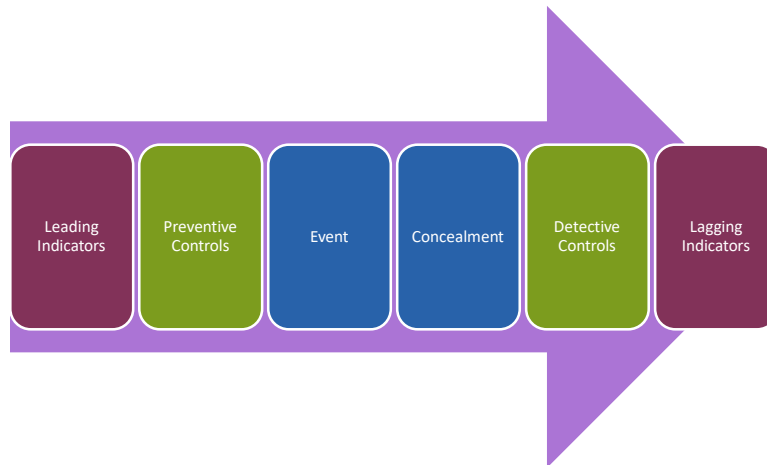 Leading
Indicators
Preventive
Controls
Event
Concealment
Detective
Controls
Lagging
Indicators